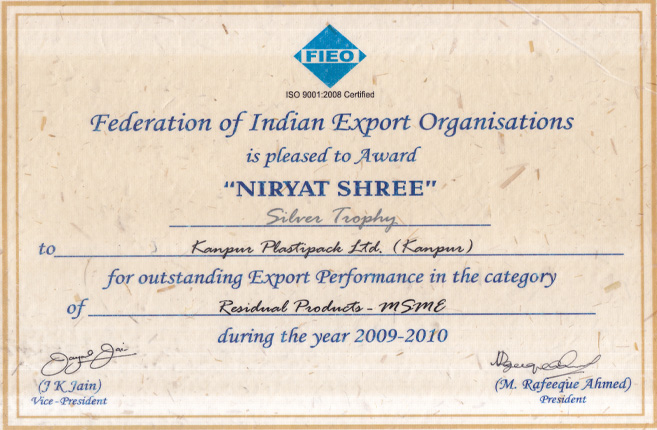 FIEO
ISO 9001:2008 Certified
Federation of Indian Export Organisations
is pleased to Award
"NIRYAT SHREE"
Silver Trophy
to Kanpur Plastipack Ltd. (Kanpur)
for outstanding Export Performance in the category
of Residual Products - MSME
during the year 2009-2010
(J K Jain)
Vice - President
(M. Rafeeque Ahmed)
President